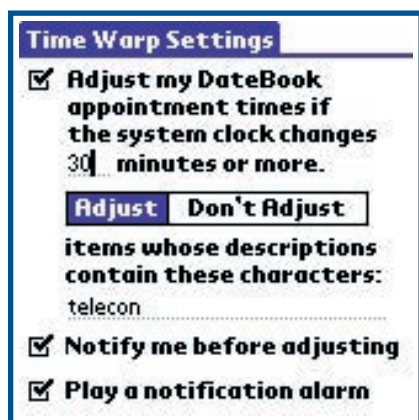 Time Warp Settings
Adjust my DateBook
appointment times if
the system clock changes
30 minutes or more.
Adjust Don't Adjust
items whose descriptions
contain these characters:
telecon
Notify me before adjusting
Play a notification alarm